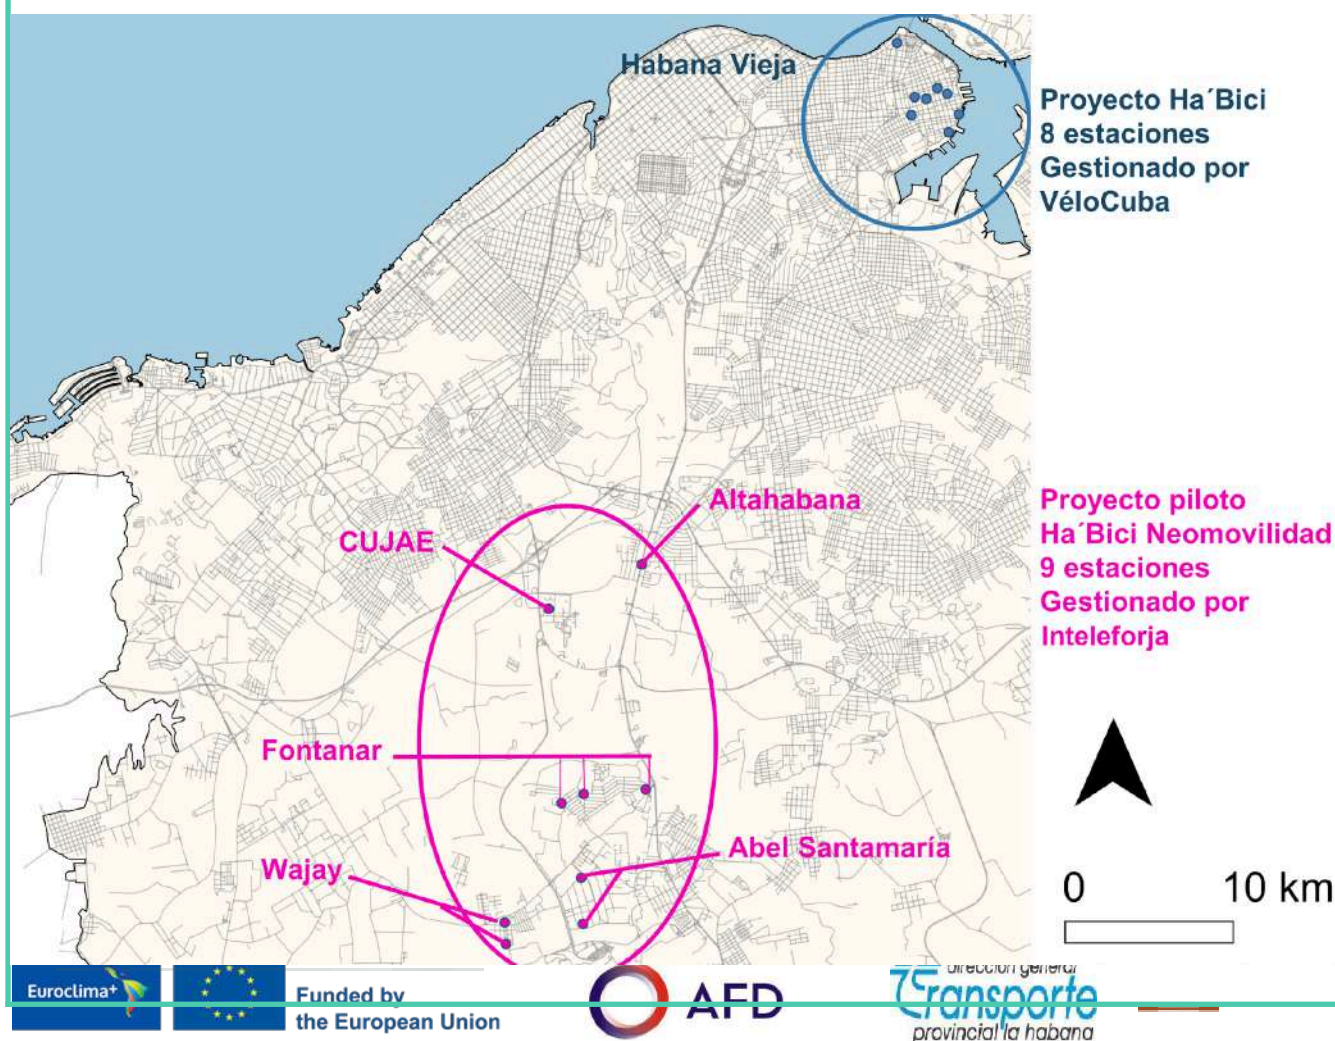 Habana Vieja
Proyecto Ha´Bici
8 estaciones
Gestionado por
VéloCuba
Altahabana
CUJAE
Proyecto piloto
Ha´Bici Neomovilidad
9 estaciones
Gestionado por
Inteleforja
Fontanar
Abel Santamaría
Wajay
0 10 km
Euroclima+
Funded by
the European Union
AFD
dirección general
Transporte
provincial la habana